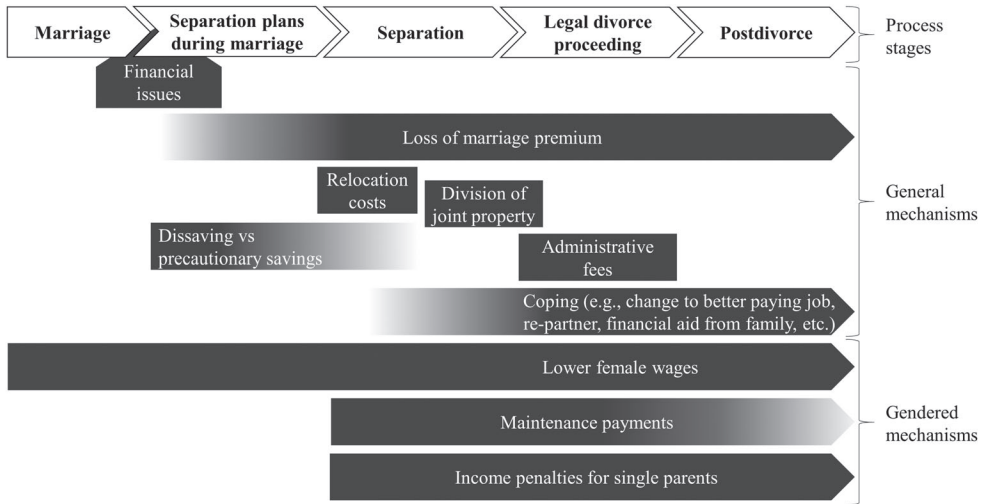 Marriage
Separation plans
during marriage
Separation
Legal divorce
proceeding
Postdivorce
Process
stages
Financial
issues
Loss of marriage premium
Relocation
costs
Division of
joint property
Dissaving vs
precautionary savings
Administrative
fees
Coping (e.g., change to better paying job,
re-partner, financial aid from family, etc.)
General
mechanisms
Lower female wages
Maintenance payments
Income penalties for single parents
Gendered
mechanisms